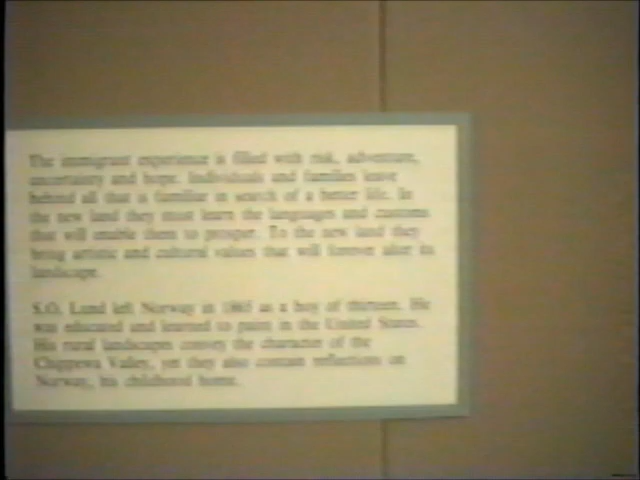 The immigrant experience is filled with risk, adventure,
uncertainty and hope. Individuals and families leave
behind all that is familiar in search of a better life. In
the new land they must learn the languages and customs
that will enable them to prosper. To the new land they
bring artistic and cultural values that will forever alter its
landscape.
S.O. Lund left Norway in 1865 as a boy of thirteen. He
was educated and learned to paint in the United States.
His rural landscapes convey the character of the
Chippewa Valley, yet they also contain reflections on
Norway, his childhood home.